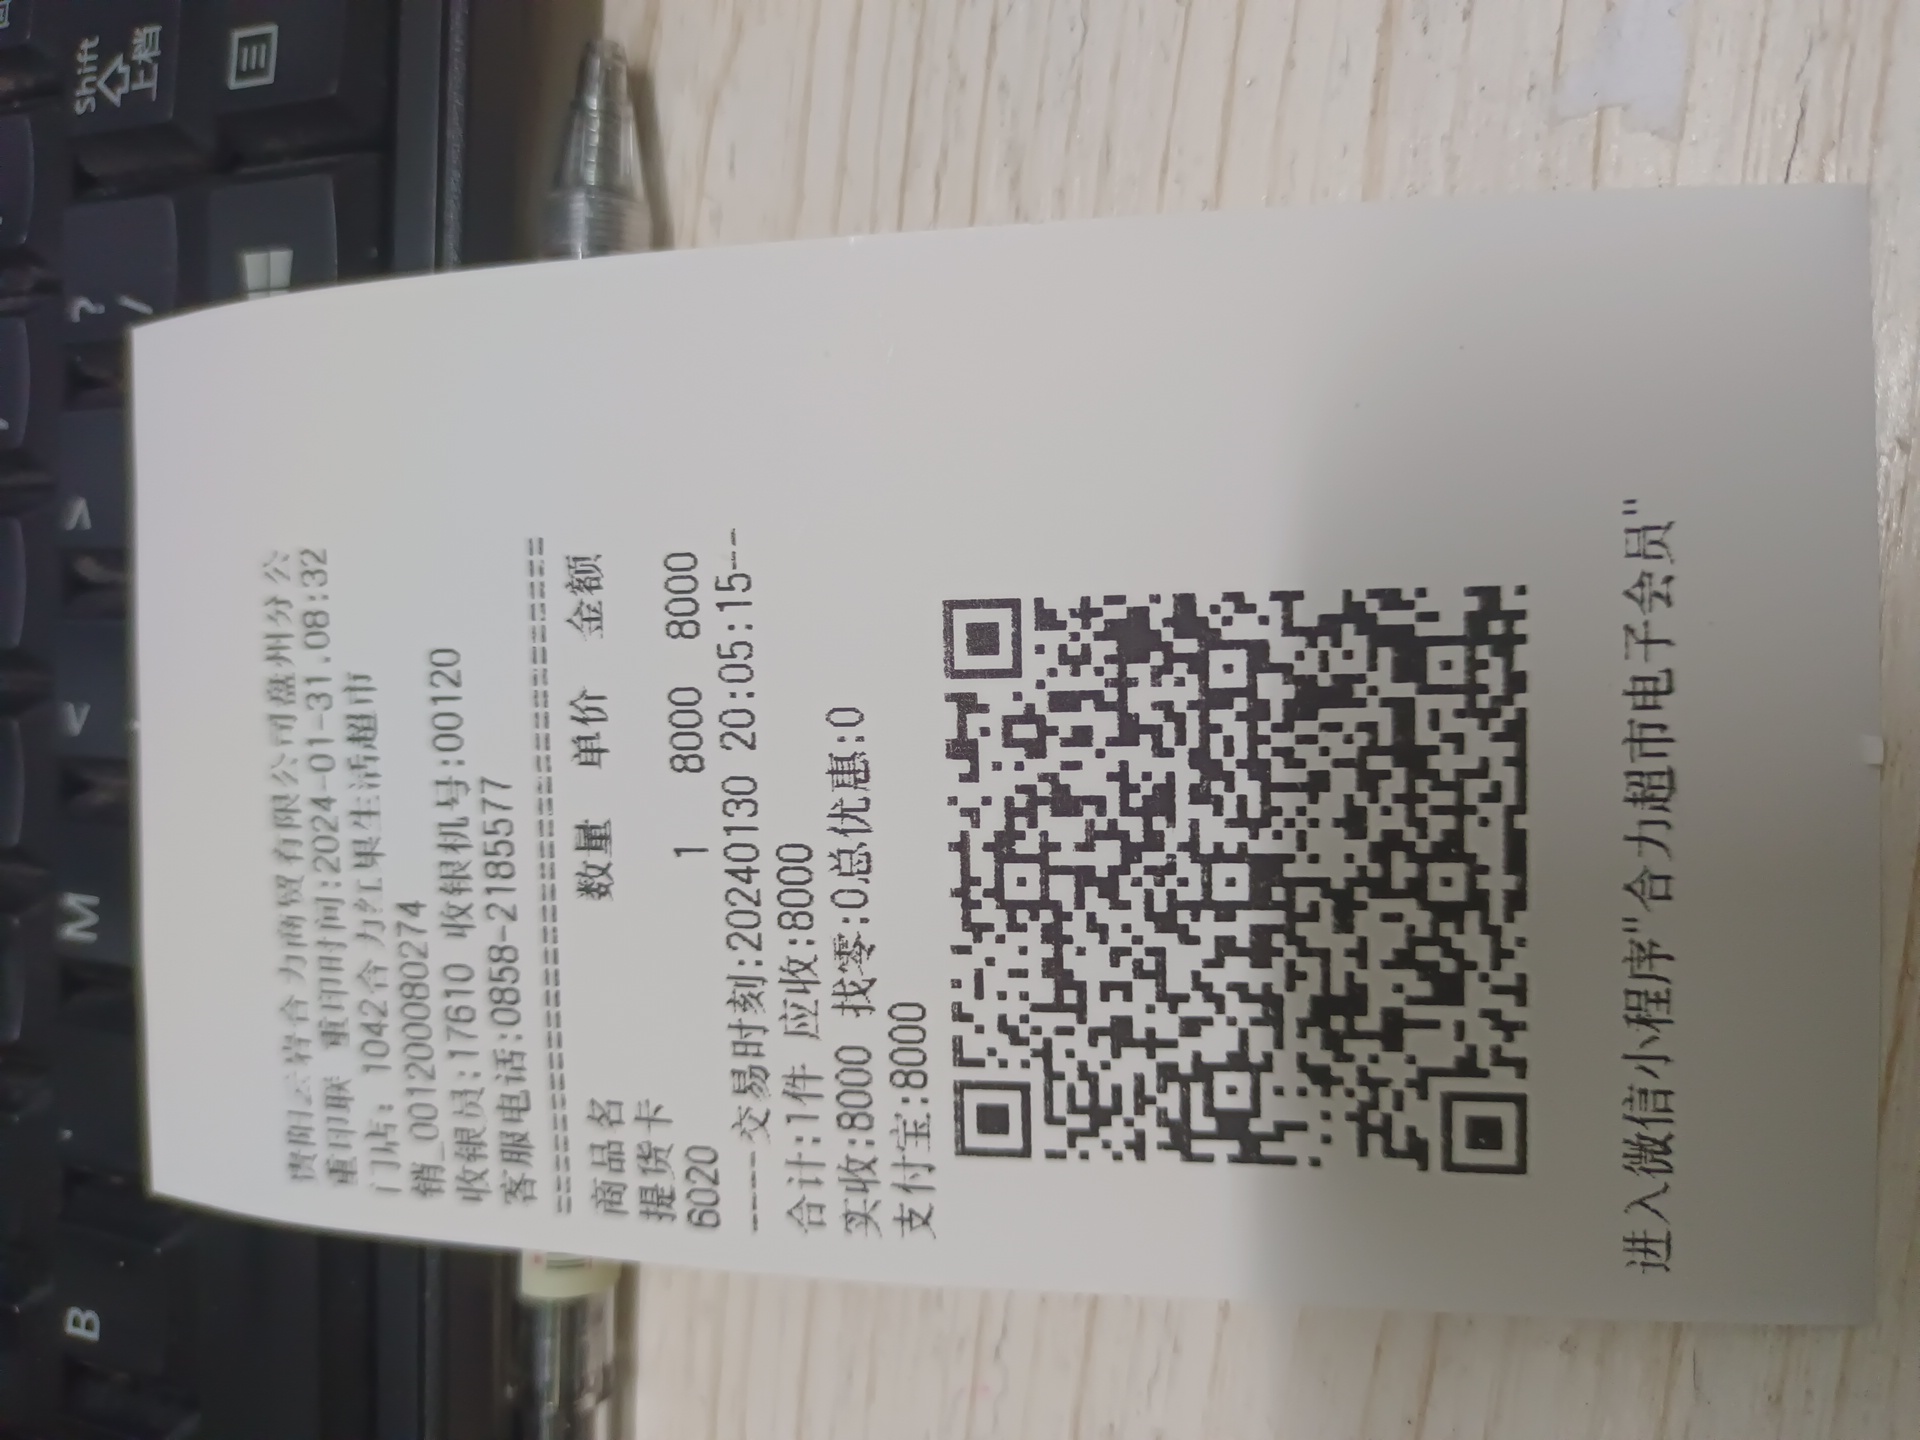 贵阳云岩合力商贸有限公司盘州分公
重印联 重印时间:2024-01-31.08:32
门店: 1042合力红果生活超市
销_00120008080274
收银员:17610 收银机号:00120
客服电话:0858-2185577
================================
商品名 数量 单价 金额
提货卡
6020 1 8000 8000
----交易时刻:20240130 20:05:15--
合计:1件 应收:8000
实收:8000 找零:0总优惠:0
支付宝:8000
进入微信小程序"合力超市电子会员"
Shift
上档
?
/
>
<
M
B